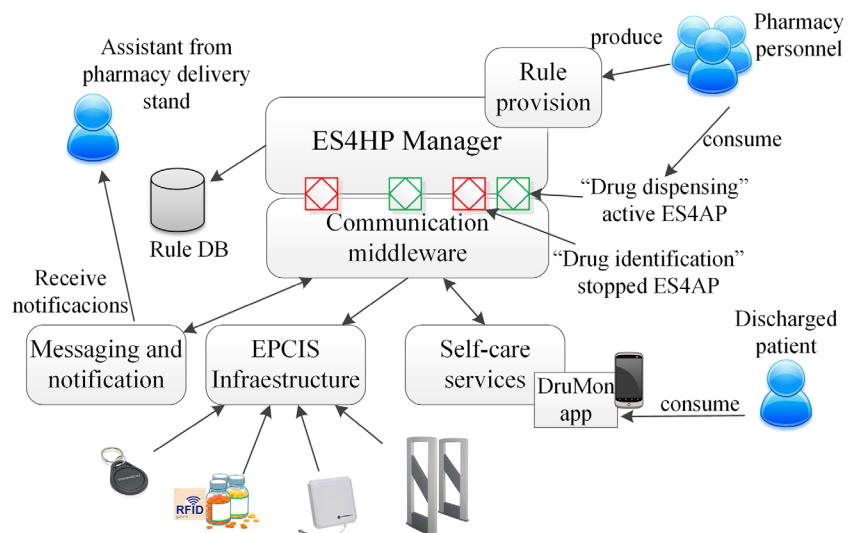 Assistant from
pharmacy delivery
stand
produce
Pharmacy
personnel
Rule
provision
ES4HP Manager
consume
Rule DB
"Drug dispensing"
active ES4AP
Communication
middleware
"Drug identification"
stopped ES4AP
Receive
notificacions
Messaging and
notification
EPCIS
Infraestructure
Self-care
services
Discharged
patient
DruMon
app
consume
RFiD